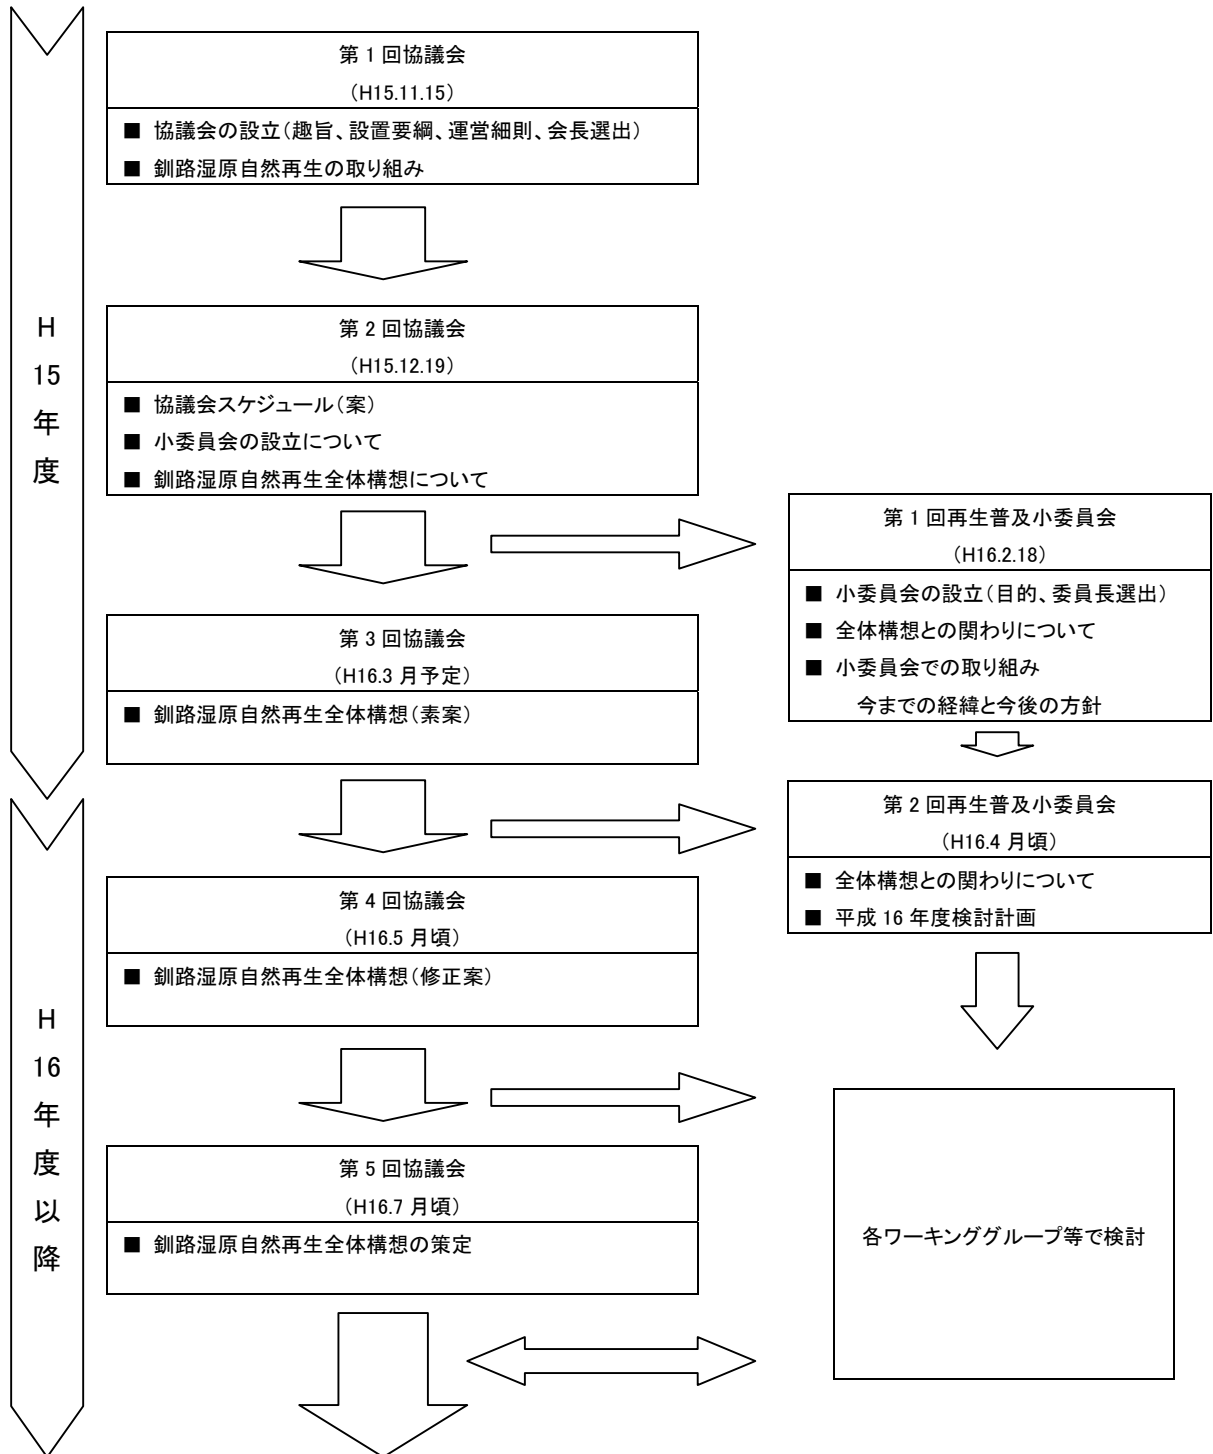 H
15
年
度
第 1 回協議会
(H15.11.15)
■ 協議会の設立(趣旨、設置要綱、運営細則、会長選出)
■ 釧路湿原自然再生の取り組み
第 2 回協議会
(H15.12.19)
■ 協議会スケジュール(案)
■ 小委員会の設立について
■ 釧路湿原自然再生全体構想について
第 1 回再生普及小委員会
(H16.2.18)
■ 小委員会の設立(目的、委員長選出)
■ 全体構想との関わりについて
■ 小委員会での取り組み
今までの経緯と今後の方針
第 3 回協議会
(H16.3 月予定)
■ 釧路湿原自然再生全体構想(素案)
第 2 回再生普及小委員会
(H16.4 月頃)
■ 全体構想との関わりについて
■ 平成 16 年度検討計画
H
16
年
度
以
降
第 4 回協議会
(H16.5 月頃)
■ 釧路湿原自然再生全体構想(修正案)
第 5 回協議会
(H16.7 月頃)
■ 釧路湿原自然再生全体構想の策定
各ワーキンググループ等で検討